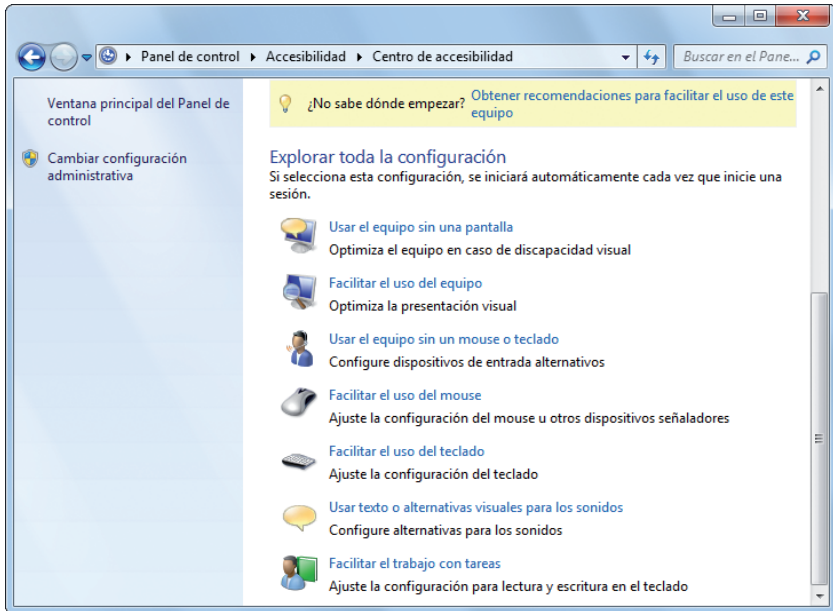 Panel de control ▸ Accesibilidad ▸ Centro de accesibilidad
Buscar en el Pane...
Ventana principal del Panel de
control
Cambiar configuración
administrativa
¿No sabe dónde empezar? Obtener recomendaciones para facilitar el uso de este
equipo
Explorar toda la configuración
Si selecciona esta configuración, se iniciará automáticamente cada vez que inicie una
sesión.
Usar el equipo sin una pantalla
Optimiza el equipo en caso de discapacidad visual
Facilitar el uso del equipo
Optimiza la presentación visual
Usar el equipo sin un mouse o teclado
Configure dispositivos de entrada alternativos
Facilitar el uso del mouse
Ajuste la configuración del mouse u otros dispositivos señaladores
Facilitar el uso del teclado
Ajuste la configuración del teclado
Usar texto o alternativas visuales para los sonidos
Configure alternativas para los sonidos
Facilitar el trabajo con tareas
Ajuste la configuración para lectura y escritura en el teclado